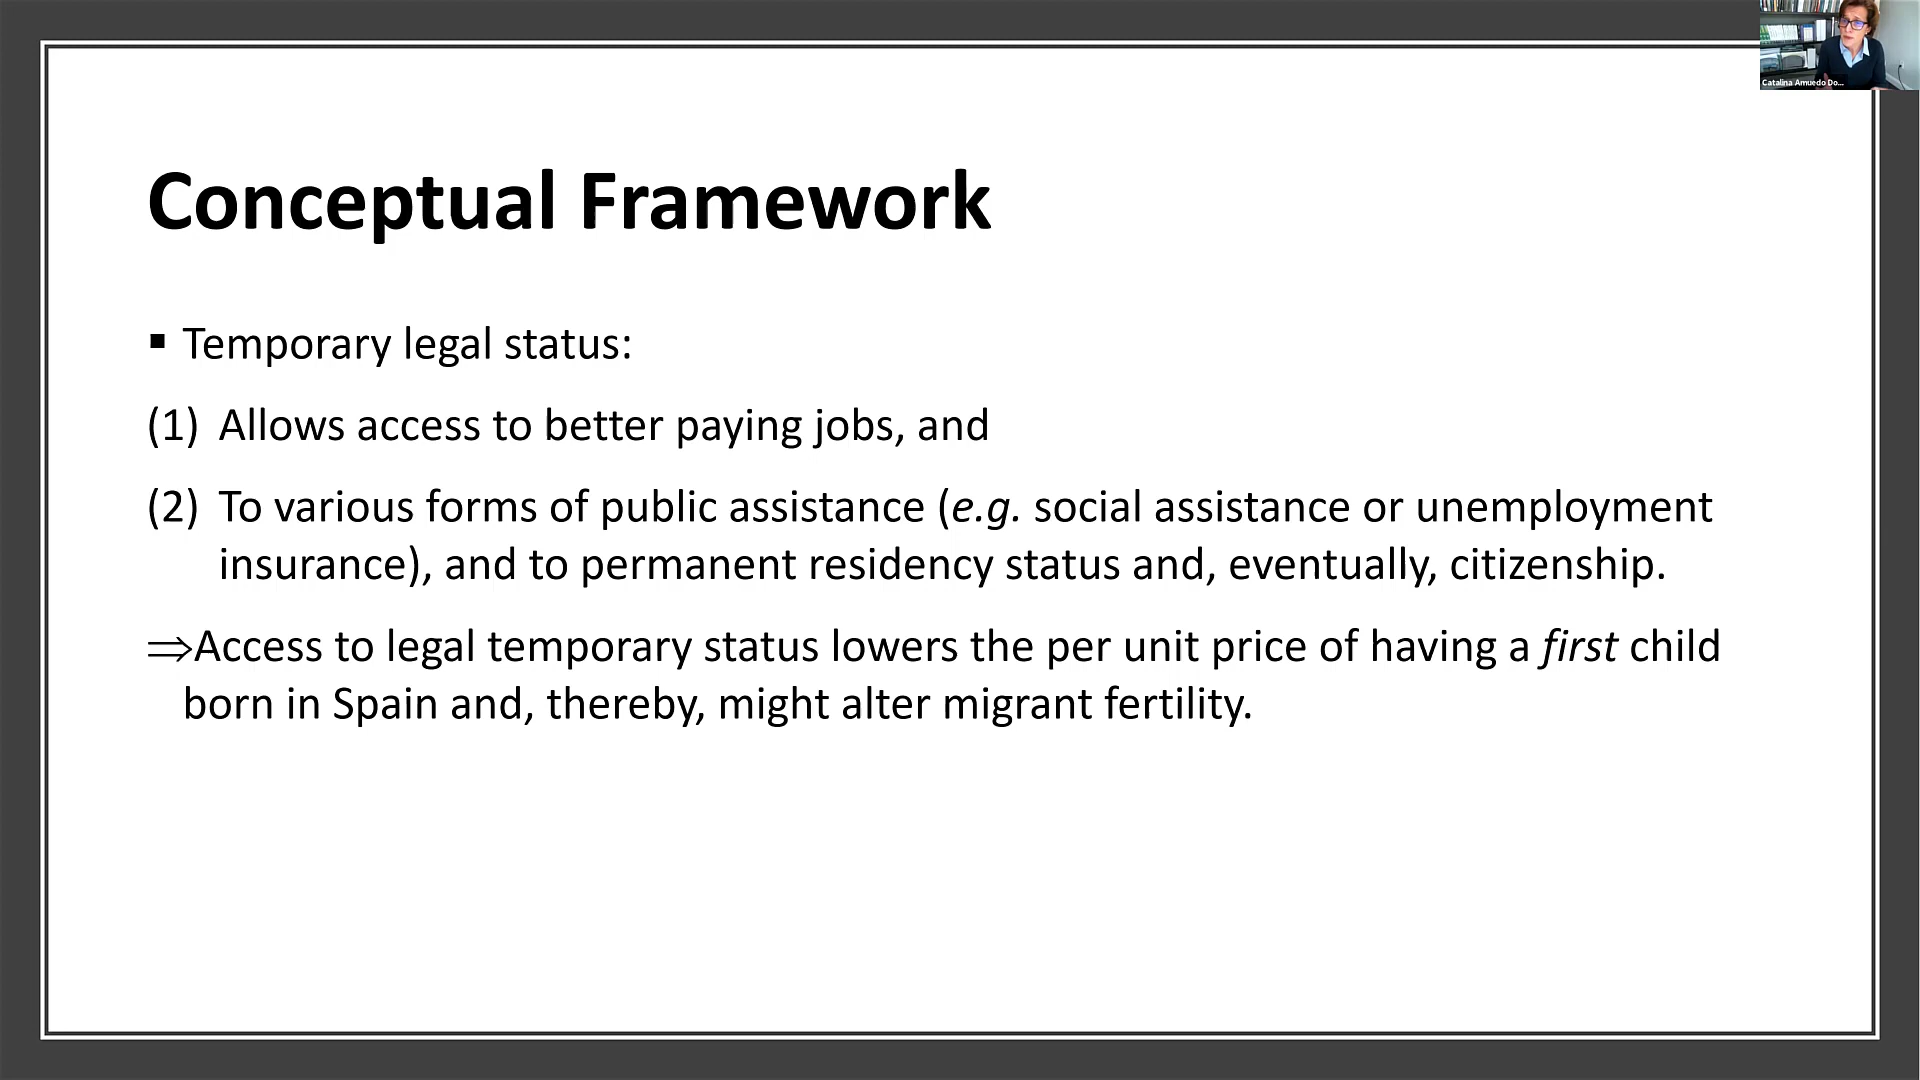 Catalina Amuedo Do...
Conceptual Framework
▪ Temporary legal status:
(1) Allows access to better paying jobs, and
(2) To various forms of public assistance (e.g. social assistance or unemployment
insurance), and to permanent residency status and, eventually, citizenship.
⇒Access to legal temporary status lowers the per unit price of having a first child
born in Spain and, thereby, might alter migrant fertility.